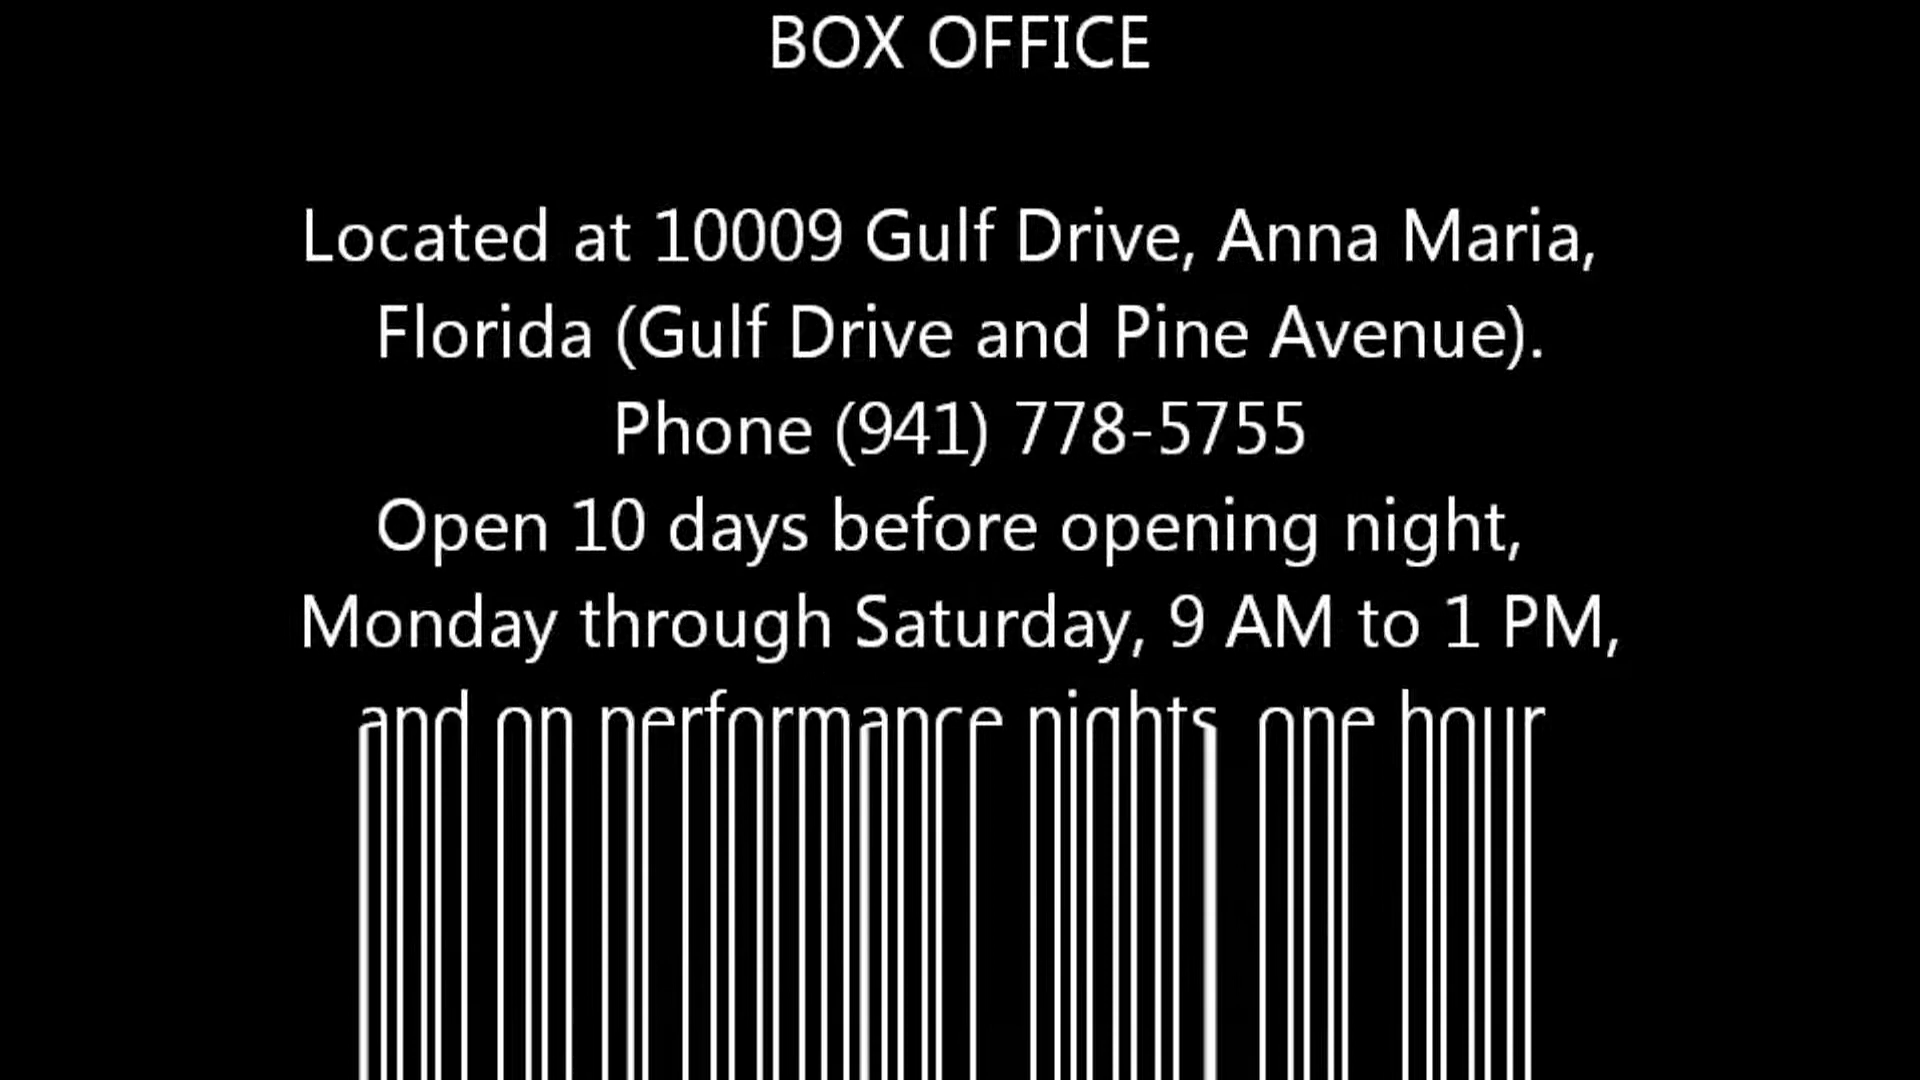 BOX OFFICE
Located at 10009 Gulf Drive, Anna Maria,
Florida (Gulf Drive and Pine Avenue).
Phone (941) 778-5755
Open 10 days before opening night,
Monday through Saturday, 9 AM to 1 PM,
and on performance nights one hour